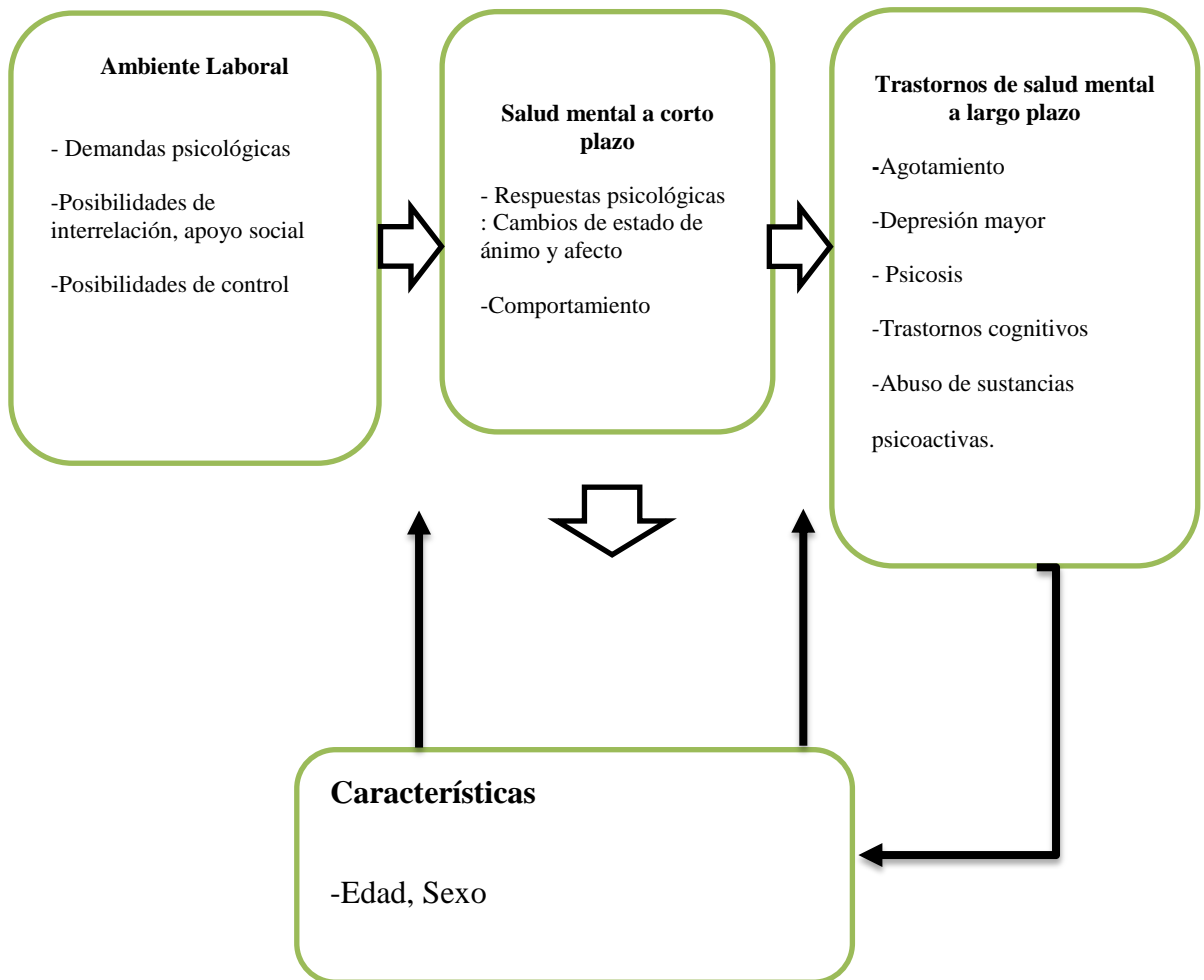 Ambiente Laboral
- Demandas psicológicas
-Posibilidades de
interrelación, apoyo social
-Posibilidades de control
Salud mental a corto
plazo
- Respuestas psicológicas
: Cambios de estado de
ánimo y afecto
-Comportamiento
Trastornos de salud mental
a largo plazo
-Agotamiento
-Depresión mayor
- Psicosis
-Trastornos cognitivos
-Abuso de sustancias
psicoactivas.
Característícas
-Edad, Sexo